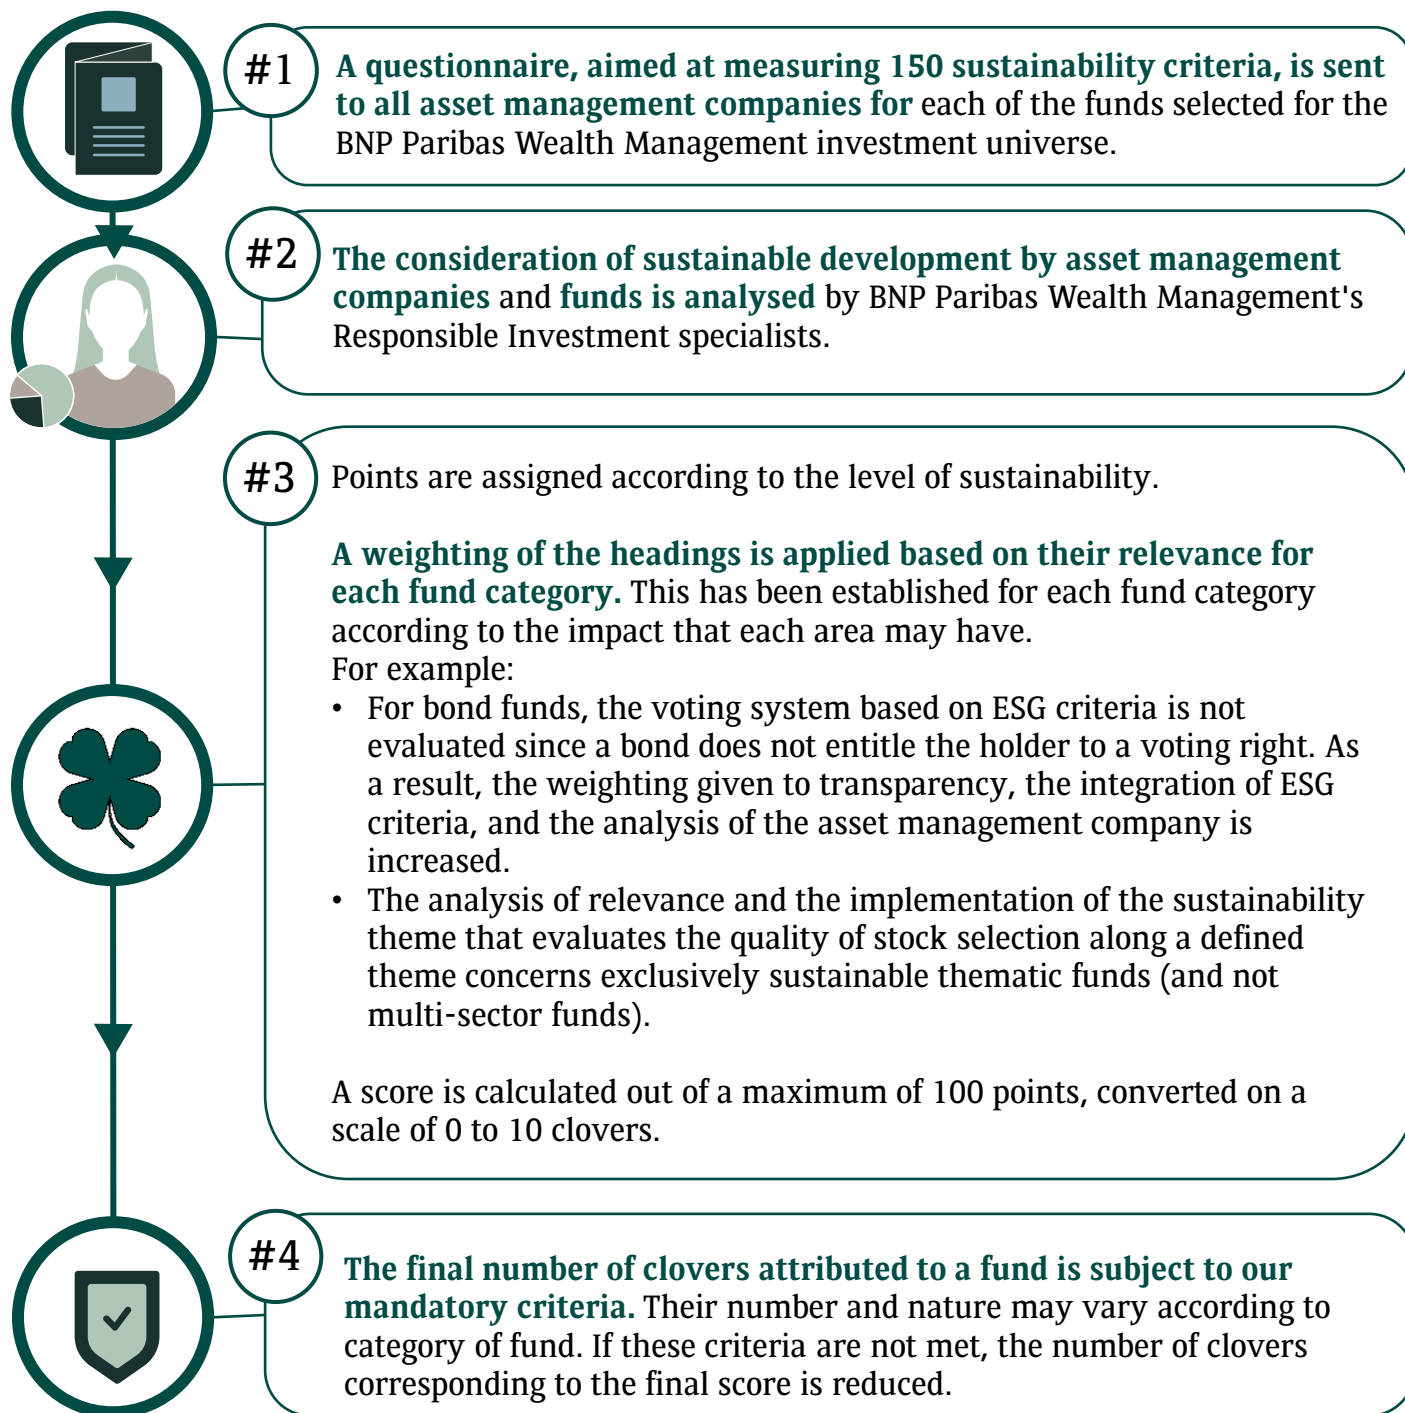 #1
A questionnaire, aimed at measuring 150 sustainability criteria, is sent
to all asset management companies for each of the funds selected for the
BNP Paribas Wealth Management investment universe.
#2
The consideration of sustainable development by asset management
companies and funds is analysed by BNP Paribas Wealth Management's
Responsible Investment specialists.
#3
Points are assigned according to the level of sustainability.
A weighting of the headings is applied based on their relevance for
each fund category. This has been established for each fund category
according to the impact that each area may have.
For example:
• For bond funds, the voting system based on ESG criteria is not
evaluated since a bond does not entitle the holder to a voting right. As
a result, the weighting given to transparency, the integration of ESG
criteria, and the analysis of the asset management company is
increased.
• The analysis of relevance and the implementation of the sustainability
theme that evaluates the quality of stock selection along a defined
theme concerns exclusively sustainable thematic funds (and not
multi-sector funds).
A score is calculated out of a maximum of 100 points, converted on a
scale of 0 to 10 clovers.
#4
The final number of clovers attributed to a fund is subject to our
mandatory criteria. Their number and nature may vary according to
category of fund. If these criteria are not met, the number of clovers
corresponding to the final score is reduced.